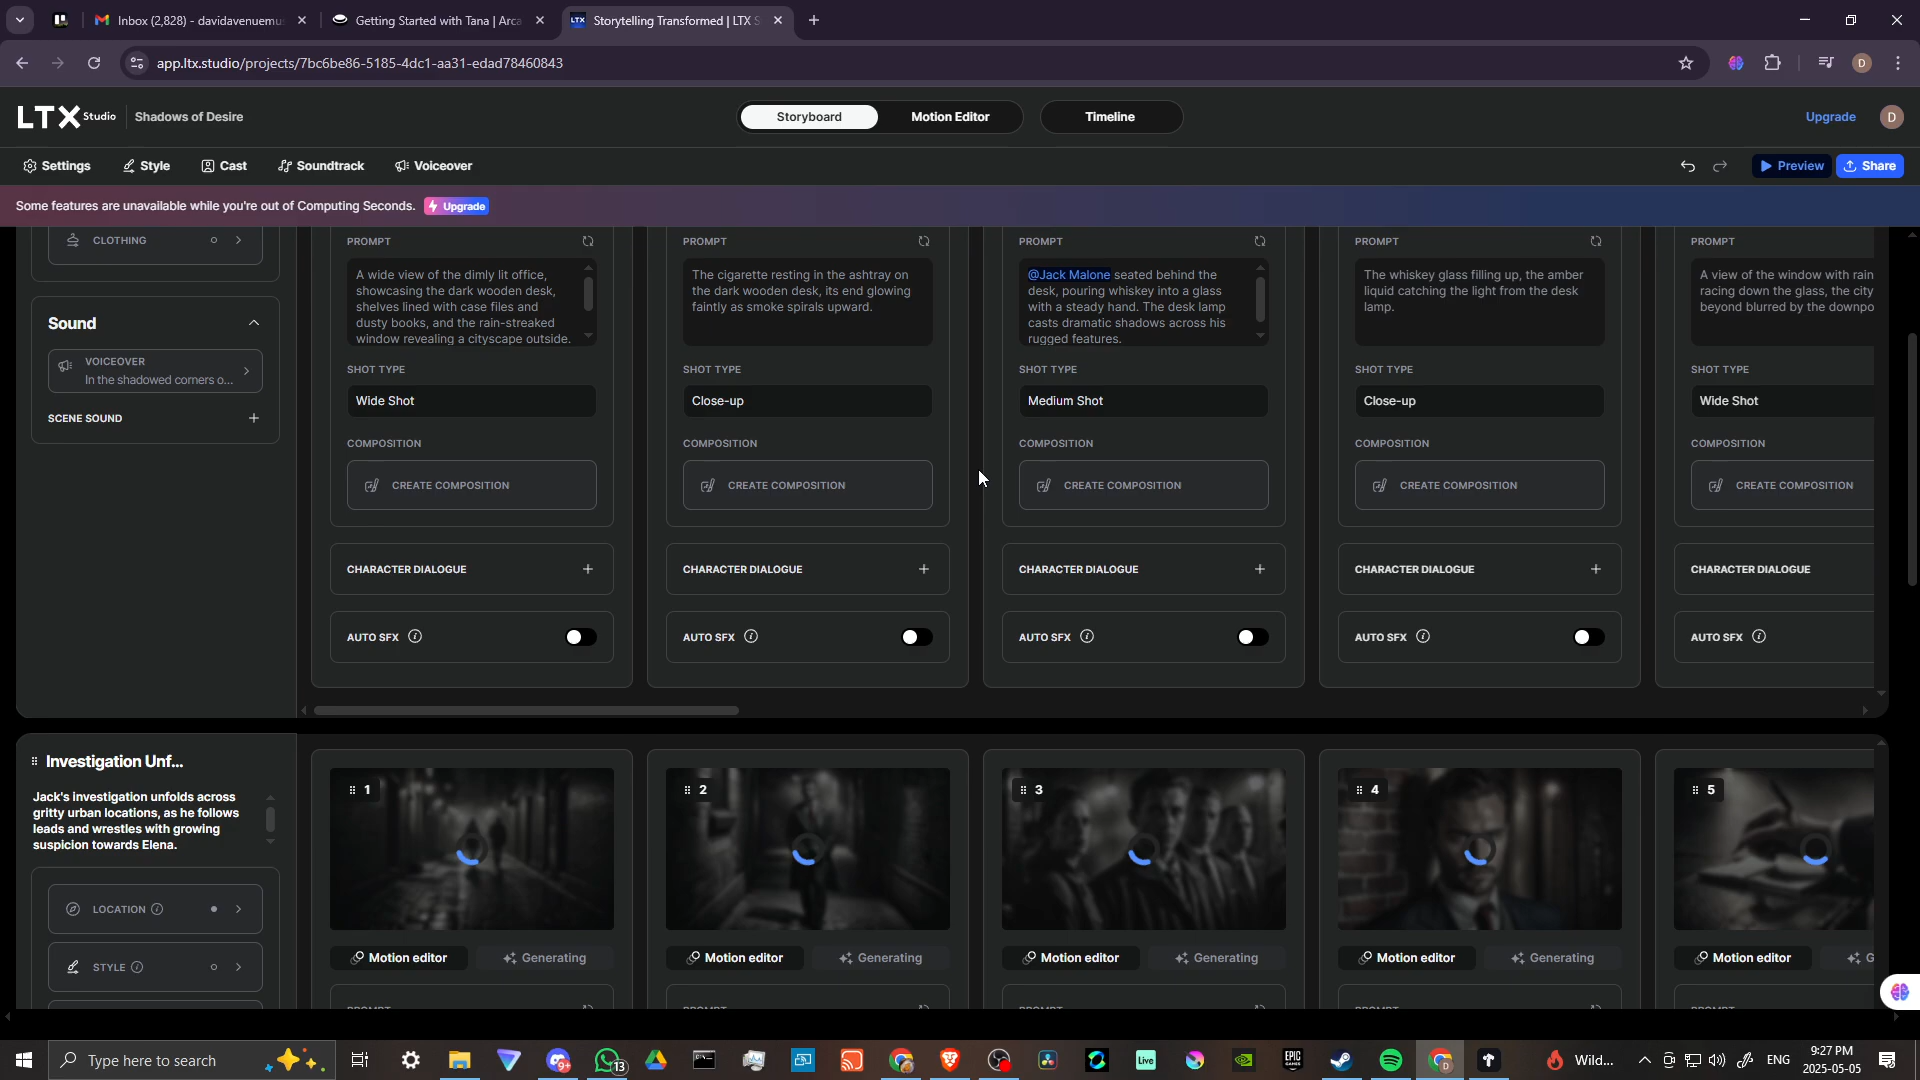 Inbox (2,828) - davidavenuemu
Getting Started with Tana | Arca
LTX
Storytelling Transformed | LTX S
app.ltx.studio/projects/7bc6be86-5185-4dc1-aa31-edad78460843
D
LTX Studio
Shadows of Desire
Storyboard
Motion Editor
Timeline
Upgrade
D
Settings
Style
Cast
Soundtrack
Voiceover
Preview
Share
Some features are unavailable while you're out of Computing Seconds.
Upgrade
CLOTHING
Sound
VOICEOVER
In the shadowed corners o...
SCENE SOUND
PROMPT
A wide view of the dimly lit office,
showcasing the dark wooden desk,
shelves lined with case files and
dusty books, and the rain-streaked
window revealing a cityscape outside.
SHOT TYPE
Wide Shot
COMPOSITION
CREATE COMPOSITION
CHARACTER DIALOGUE
AUTO SFX
PROMPT
The cigarette resting in the ashtray on
the dark wooden desk, its end glowing
faintly as smoke spirals upward.
SHOT TYPE
Close-up
COMPOSITION
CREATE COMPOSITION
CHARACTER DIALOGUE
AUTO SFX
PROMPT
@Jack Malone seated behind the
desk, pouring whiskey into a glass
with a steady hand. The desk lamp
casts dramatic shadows across his
rugged features.
SHOT TYPE
Medium Shot
COMPOSITION
CREATE COMPOSITION
CHARACTER DIALOGUE
AUTO SFX
PROMPT
The whiskey glass filling up, the amber
liquid catching the light from the desk
lamp.
SHOT TYPE
Close-up
COMPOSITION
CREATE COMPOSITION
CHARACTER DIALOGUE
AUTO SFX
PROMPT
A view of the window with rain
racing down the glass, the city
beyond blurred by the downpo
SHOT TYPE
Wide Shot
COMPOSITION
CREATE COMPOSITION
CHARACTER DIALOGUE
AUTO SFX
Investigation Unf...
Jack's investigation unfolds across
gritty urban locations, as he follows
leads and wrestles with growing
suspicion towards Elena.
LOCATION
STYLE
1
Motion editor
Generating
2
Motion editor
Generating
3
Motion editor
Generating
4
Motion editor
Generating
5
Motion editor
G
Type here to search
9+
13
Live
Wild...
ENG
9:27 PM
2025-05-05